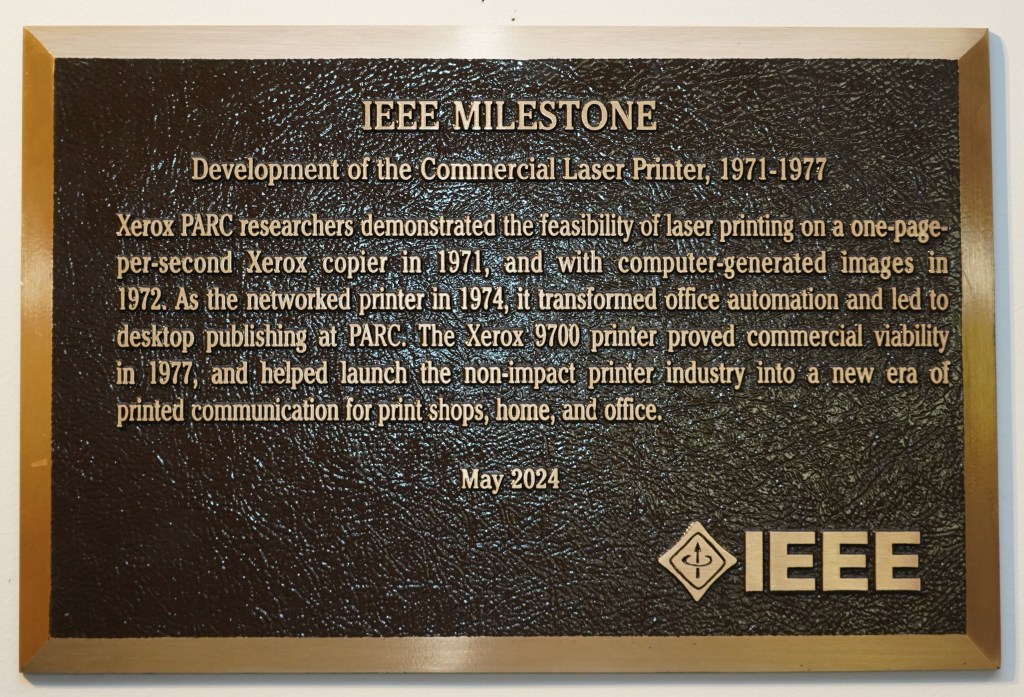 IEEE MILESTONE
Development of the Commercial Laser Printer, 1971-1977
Xerox PARC researchers demonstrated the feasibility of laser printing on a one-page-
per-second Xerox copier in 1971, and with computer-generated images in
1972. As the networked printer in 1974, it transformed office automation and led to
desktop publishing at PARC. The Xerox 9700 printer proved commercial viability
in 1977, and helped launch the non-impact printer industry into a new era of
printed communication for print shops, home, and office.
May 2024
IEEE